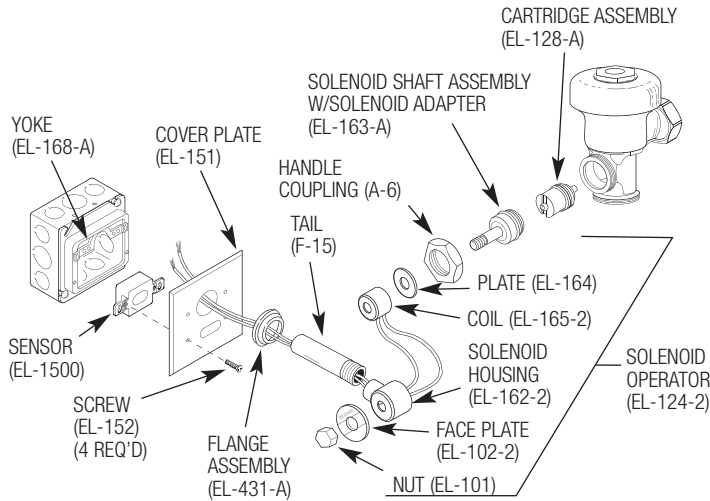 CARTRIDGE ASSEMBLY
(EL-128-A)
SOLENOID SHAFT ASSEMBLY
W/SOLENOID ADAPTER
(EL-163-A)
YOKE
(EL-168-A)
COVER PLATE
(EL-151)
HANDLE
COUPLING (A-6)
TAIL
(F-15)
PLATE (EL-164)
COIL (EL-165-2)
SENSOR
(EL-1500)
SOLENOID
HOUSING
(EL-162-2)
SOLENOID
OPERATOR
(EL-124-2)
SCREW
(EL-152)
(4 REQ'D)
FLANGE
ASSEMBLY
(EL-431-A)
FACE PLATE
(EL-102-2)
NUT (EL-101)